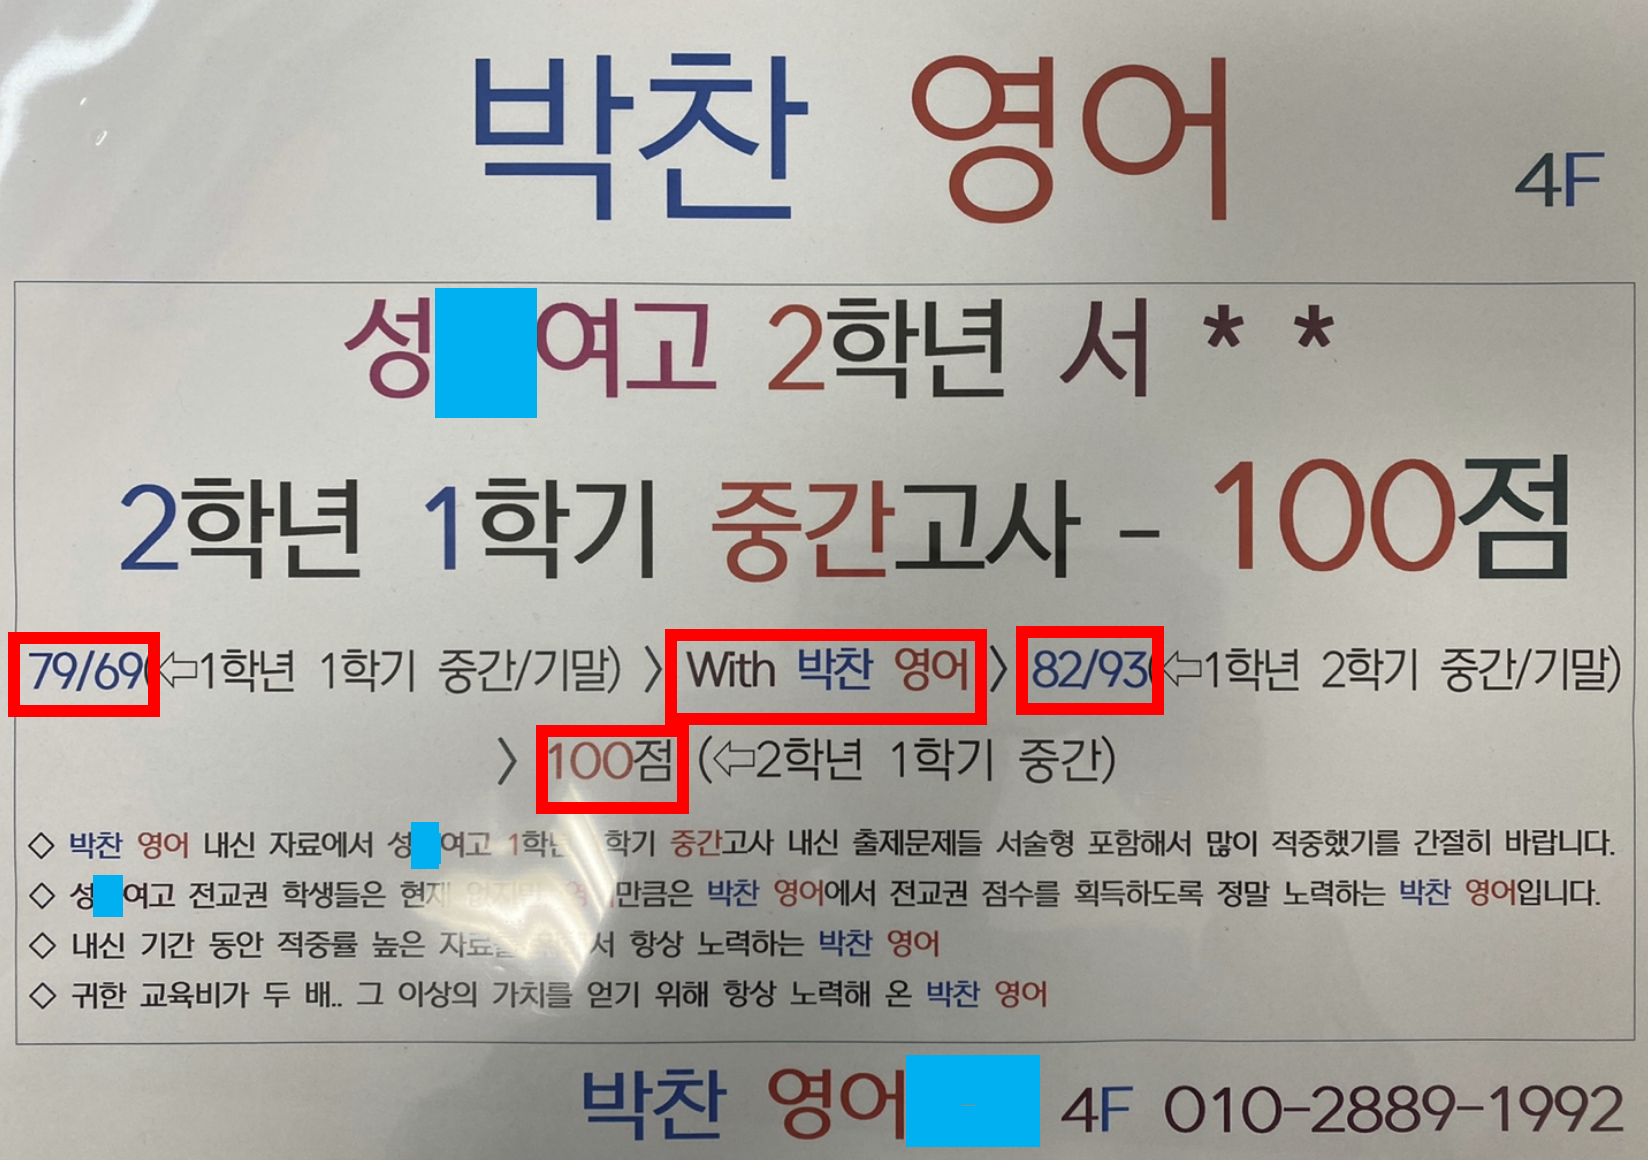 박찬 영어 4F
성 여고 2학년 서 * *
2학년 1학기 중간고사 - 100점
79/69(⇦1학년 1학기 중간/기말) 〉 With 박찬 영어 〉 82/93(⇦1학년 2학기 중간/기말)
〉 100점 (⇦2학년 1학기 중간)
◇ 박찬 영어 내신 자료에서 성 여고 학기 중간고사 내신 출제문제들 서술형 포함해서 많이 적중했기를 간절히 바랍니다.
◇ 성 여고 전교권 학생들은 현재 박찬 영어에서 전교권 점수를 획득하도록 정말 노력하는 박찬 영어입니다.
◇ 내신 기간 동안 적중률 높은 항상 노력하는 박찬 영어
◇ 귀한 교육비가 두 배.. 그 이상의 가치를 얻기 위해 항상 노력해 온 박찬 영어
박찬 영어 4F 010-2889-1992